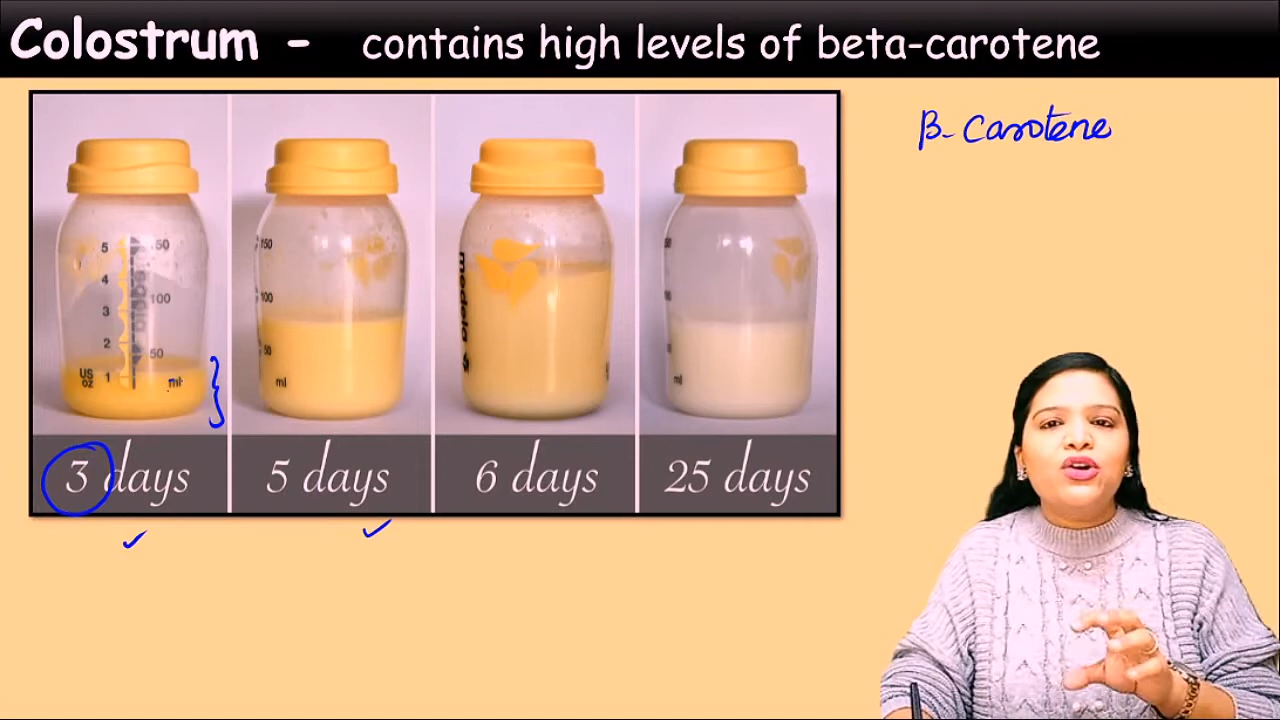 Colostrum - contains high levels of beta-carotene
β- Carotene
5 150
4
3 100
2
50
US oz 1 ml
150
100
50
ml
medela
ml
3 days 5 days 6 days 25 days